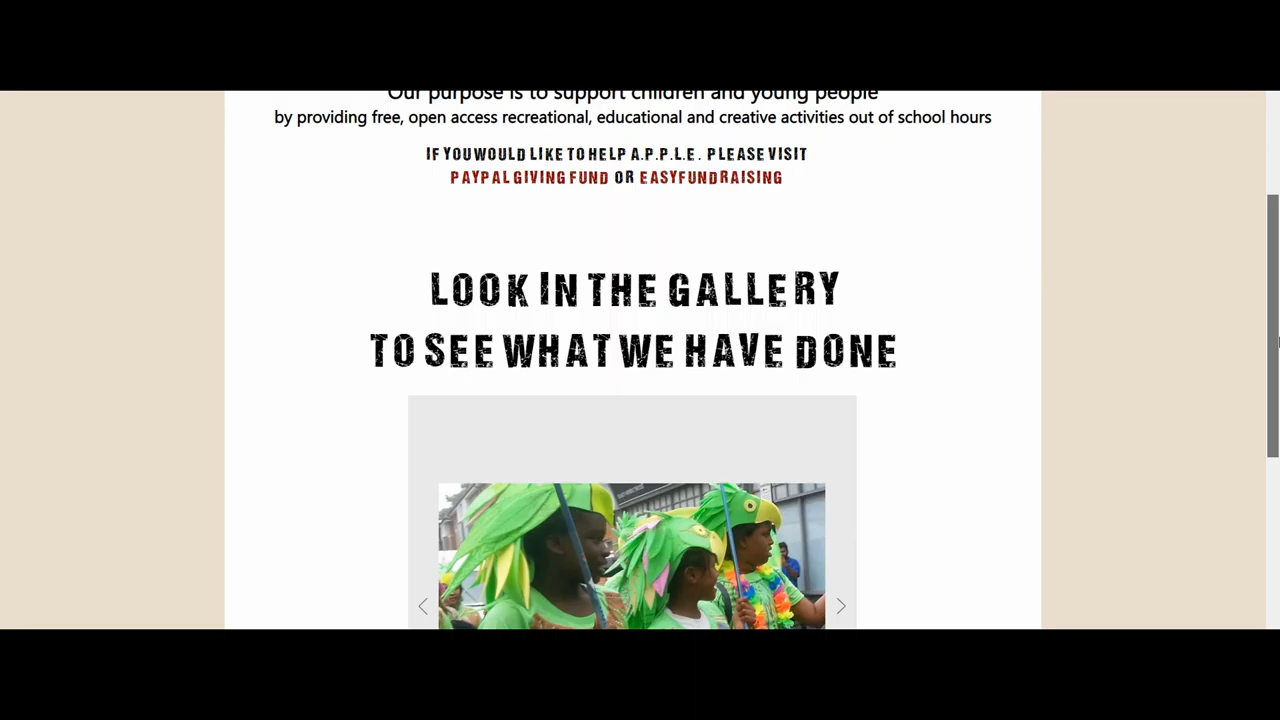 Our purpose is to support children and young people
by providing free, open access recreational, educational and creative activities out of school hours
IF YOU WOULD LIKE TO HELP A.P.P.L.E. PLEASE VISIT
PAYPAL GIVING FUND OR EASYFUNDRAISING
LOOK IN THE GALLERY
TO SEE WHAT WE HAVE DONE